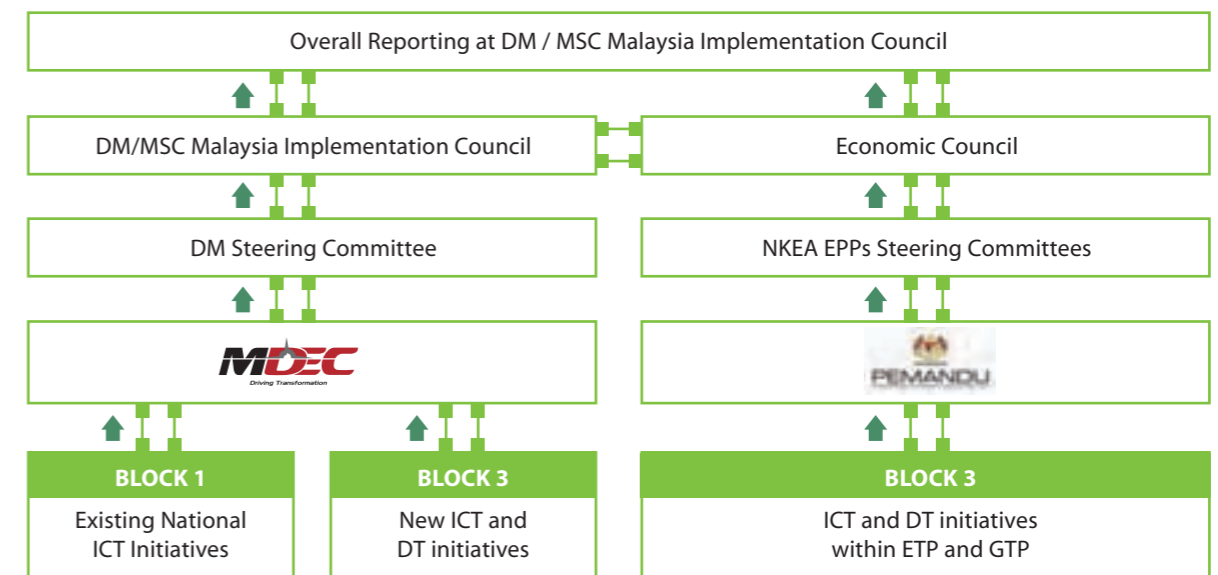 Overall Reporting at DM / MSC Malaysia Implementation Council
DM/MSC Malaysia Implementation Council
Economic Council
DM Steering Committee
NKEA EPPs Steering Committees
MDEC
Driving Transformation
PEMANDU
BLOCK 1
Existing National
ICT Initiatives
BLOCK 3
New ICT and
DT initiatives
BLOCK 3
ICT and DT initiatives
within ETP and GTP